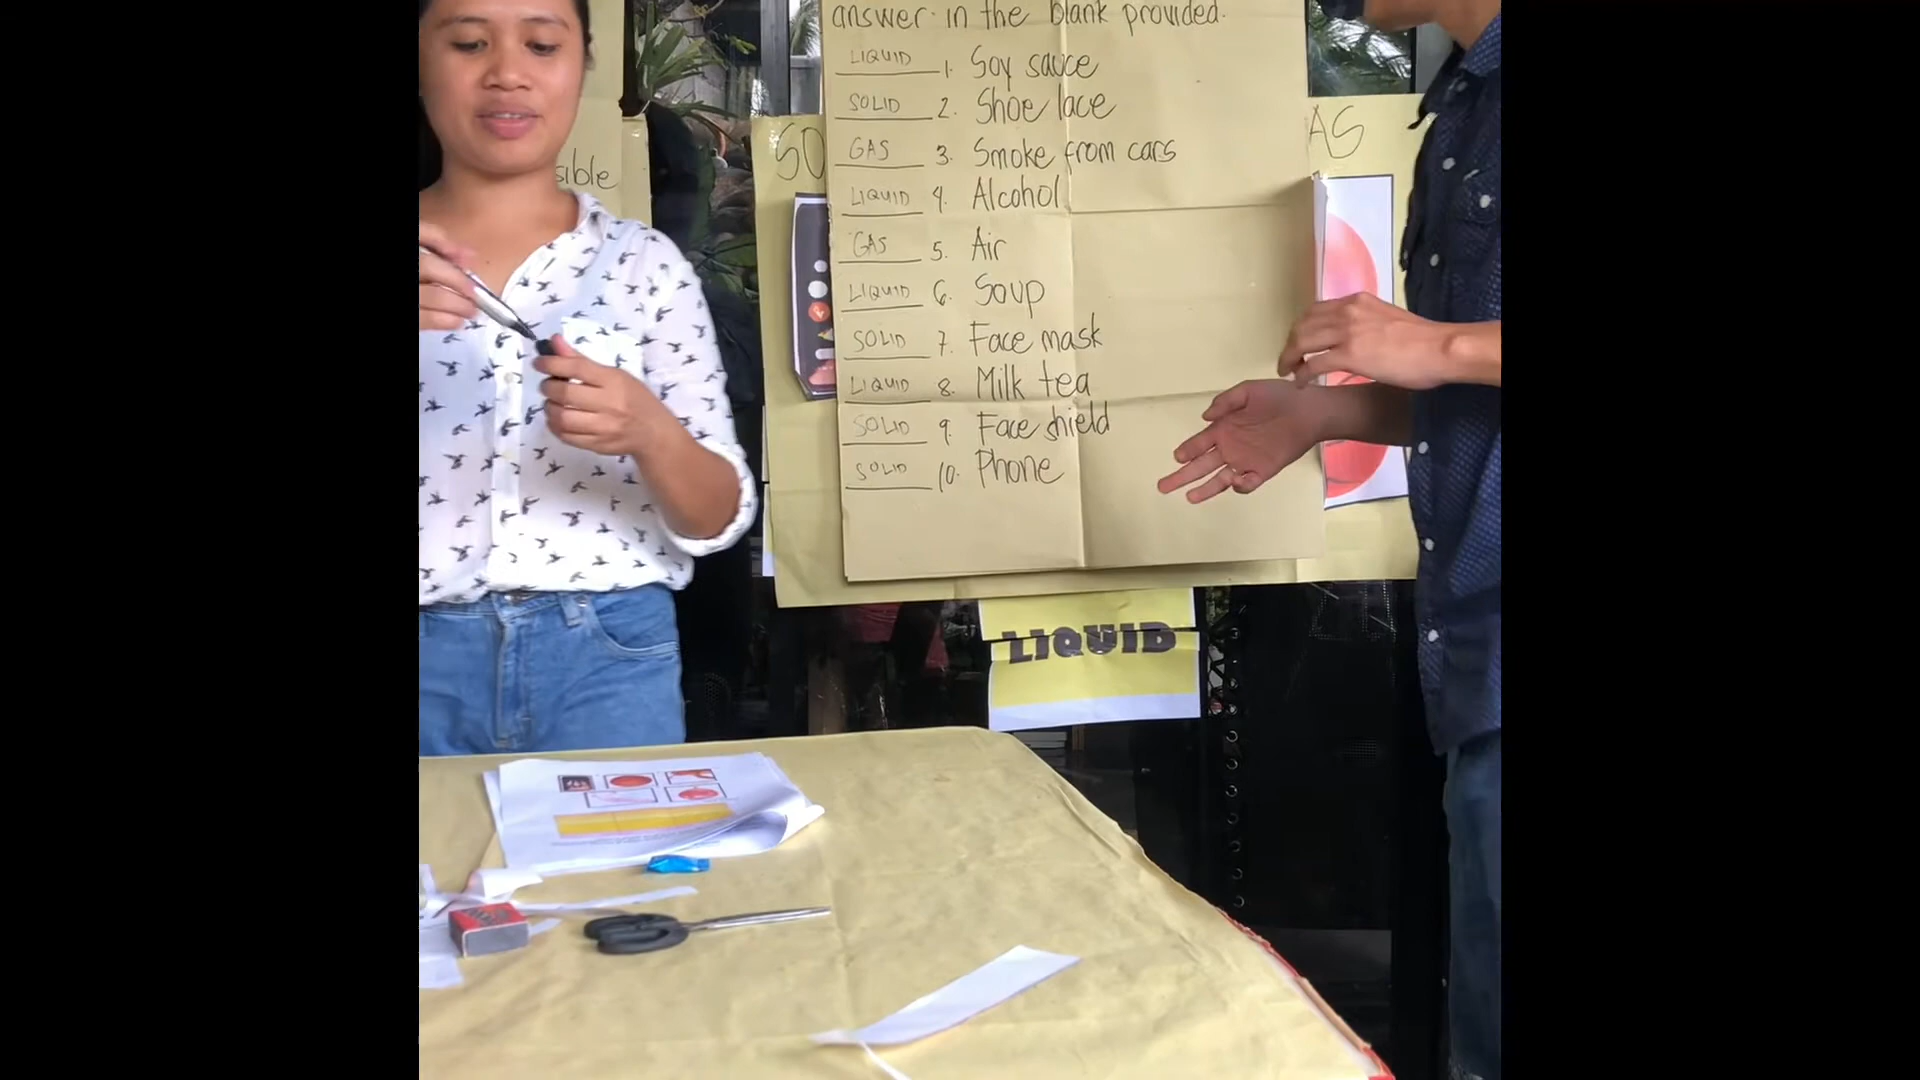 answer in the blank provided.
LIQUID 1. Soy sauce
SOLID 2. Shoe lace
GAS 3. Smoke from cars
LIQUID 4. Alcohol
GAS 5. Air
LIQUID 6. Soup
SOLID 7. Face mask
LIQUID 8. Milk tea
SOLID 9. Face shield
SOLID 10. Phone
sible
SO
AS
LIQUID